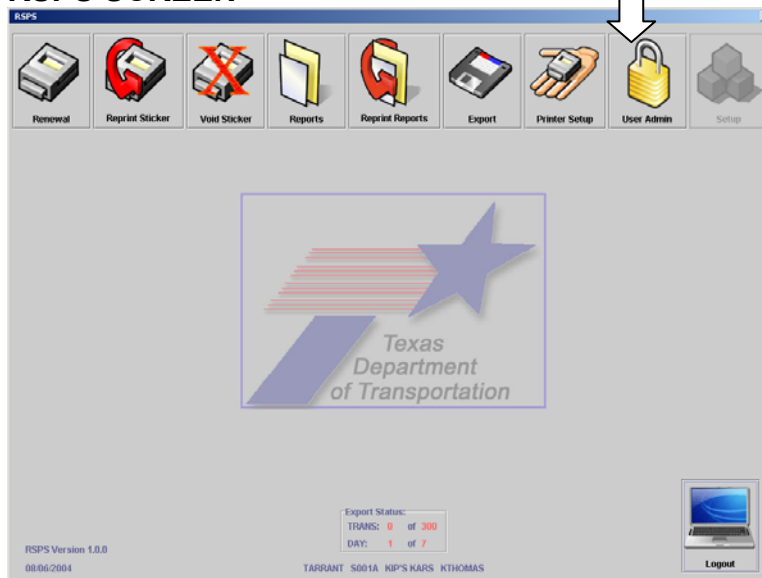 RSPS SCREEN
RSPS
Renewal
Reprint Sticker
Void Sticker
Reports
Reprint Reports
Export
Printer Setup
User Admin
Setup
Texas
Department
of Transportation
Export Status:
TRANS: 0 of 300
DAY: 1 of 7
RSPS Version 1.0.0
08/06/2004
TARRANT S001A KIP'S KARS KTHOMAS
Logout